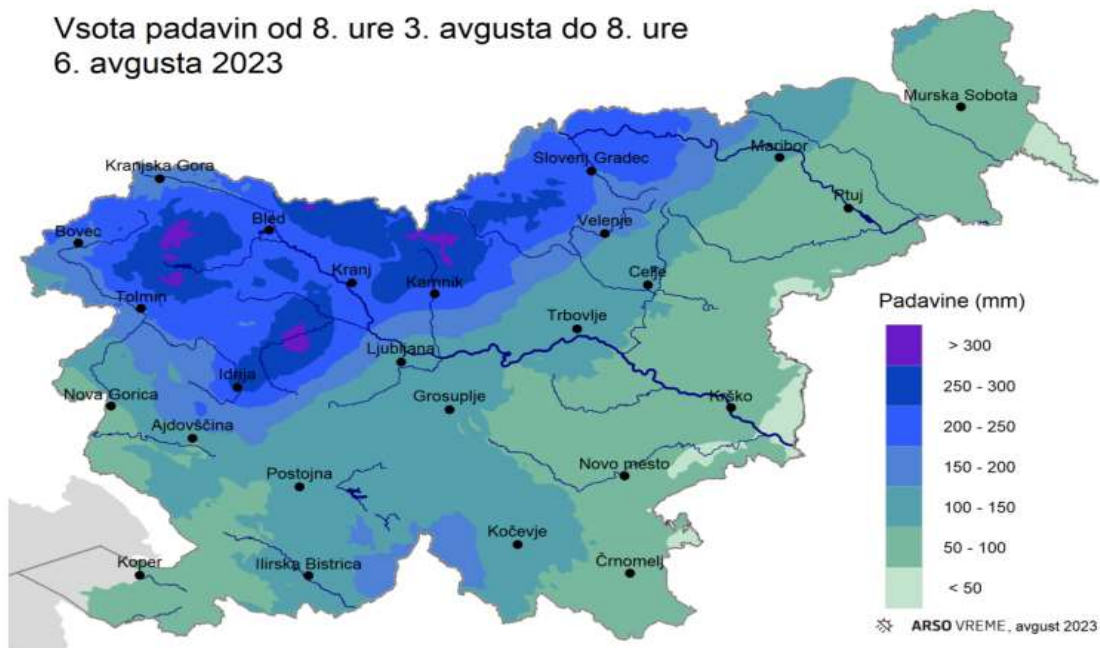 Vsota padavin od 8. ure 3. avgusta do 8. ure
6. avgusta 2023
Murska Sobota
Maribor
Slovenj Gradec
Kranjska Gora
Ptuj
Bled
Velenje
Bovec
Celje
Kranj
Kamnik
Tolmin
Trbovlje
Ljubljana
Idrija
Nova Gorica
Grosuplje
Krško
Ajdovščina
Postojna
Novo mesto
Kočevje
Koper
Ilirska Bistrica
Črnomelj
Padavine (mm)
> 300
250 - 300
200 - 250
150 - 200
100 - 150
50 - 100
< 50
ARSO VREME, avgust 2023